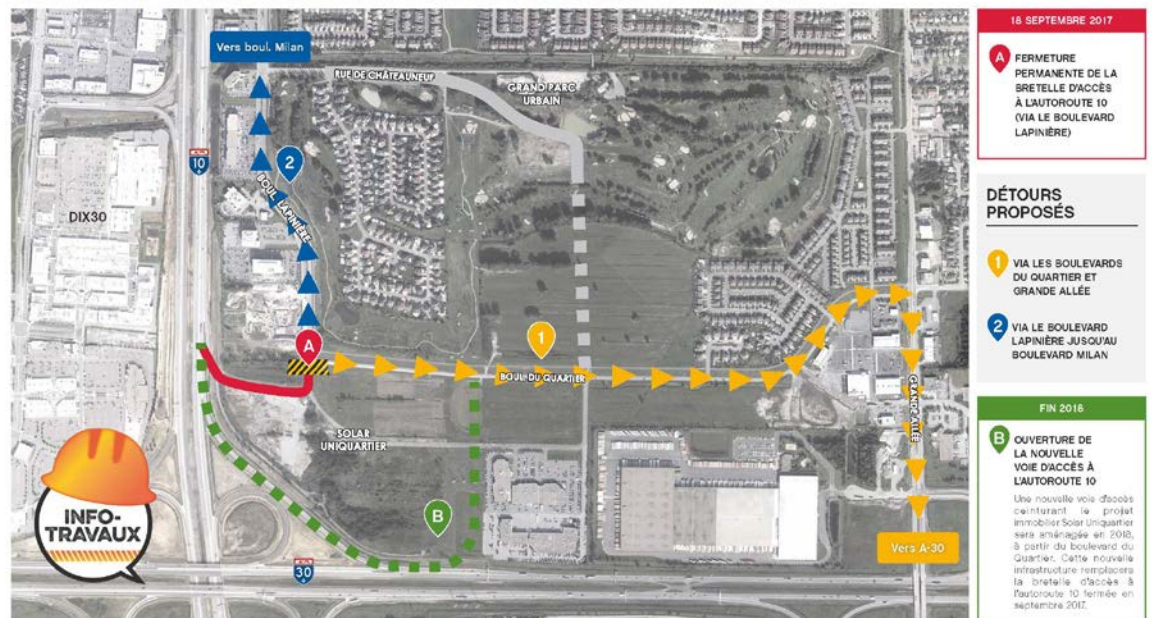 Vers boul. Milan
RUE DE CHÂTEAUNEUF
GRAND PARC
URBAIN
10
2
BOUL. LAPINIÈRE
DIX30
A
1
BOUL. DU QUARTIER
GRANDE ALLÉE
SOLAR
UNIQUARTIER
B
INFO-
TRAVAUX
30
Vers A-30
18 SEPTEMBRE 2017
A
FERMETURE
PERMANENTE DE LA
BRETELLE D'ACCÈS
À L'AUTOROUTE 10
(VIA LE BOULEVARD
LAPINIÈRE)
DÉTOURS
PROPOSÉS
1
VIA LES BOULEVARDS
DU QUARTIER ET
GRANDE ALLÉE
2
VIA LE BOULEVARD
LAPINIÈRE JUSQU'AU
BOULEVARD MILAN
FIN 2018
B
OUVERTURE DE
LA NOUVELLE
VOIE D'ACCÈS À
L'AUTOROUTE 10
Une nouvelle voie d'accès
ceinturant le projet
immobilier Solar Uniquartier
sera aménagée en 2018,
à partir du boulevard du
Quartier. Cette nouvelle
infrastructure remplacera
la bretelle d'accès à
l'autoroute 10 fermée en
septembre 2017.